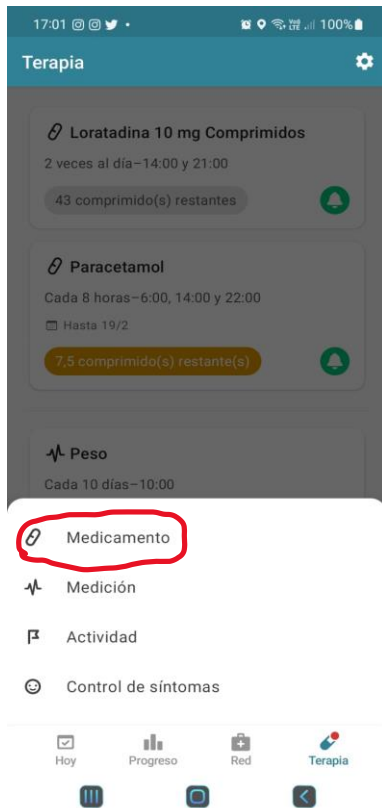 17:01 100%
Terapia
Loratadina 10 mg Comprimidos
2 veces al día–14:00 y 21:00
43 comprimido(s) restantes
Paracetamol
Cada 8 horas–6:00, 14:00 y 22:00
Hasta 19/2
7,5 comprimido(s) restante(s)
Peso
Cada 10 días–10:00
Medicamento
Medición
Actividad
Control de síntomas
Hoy Progreso Red Terapia